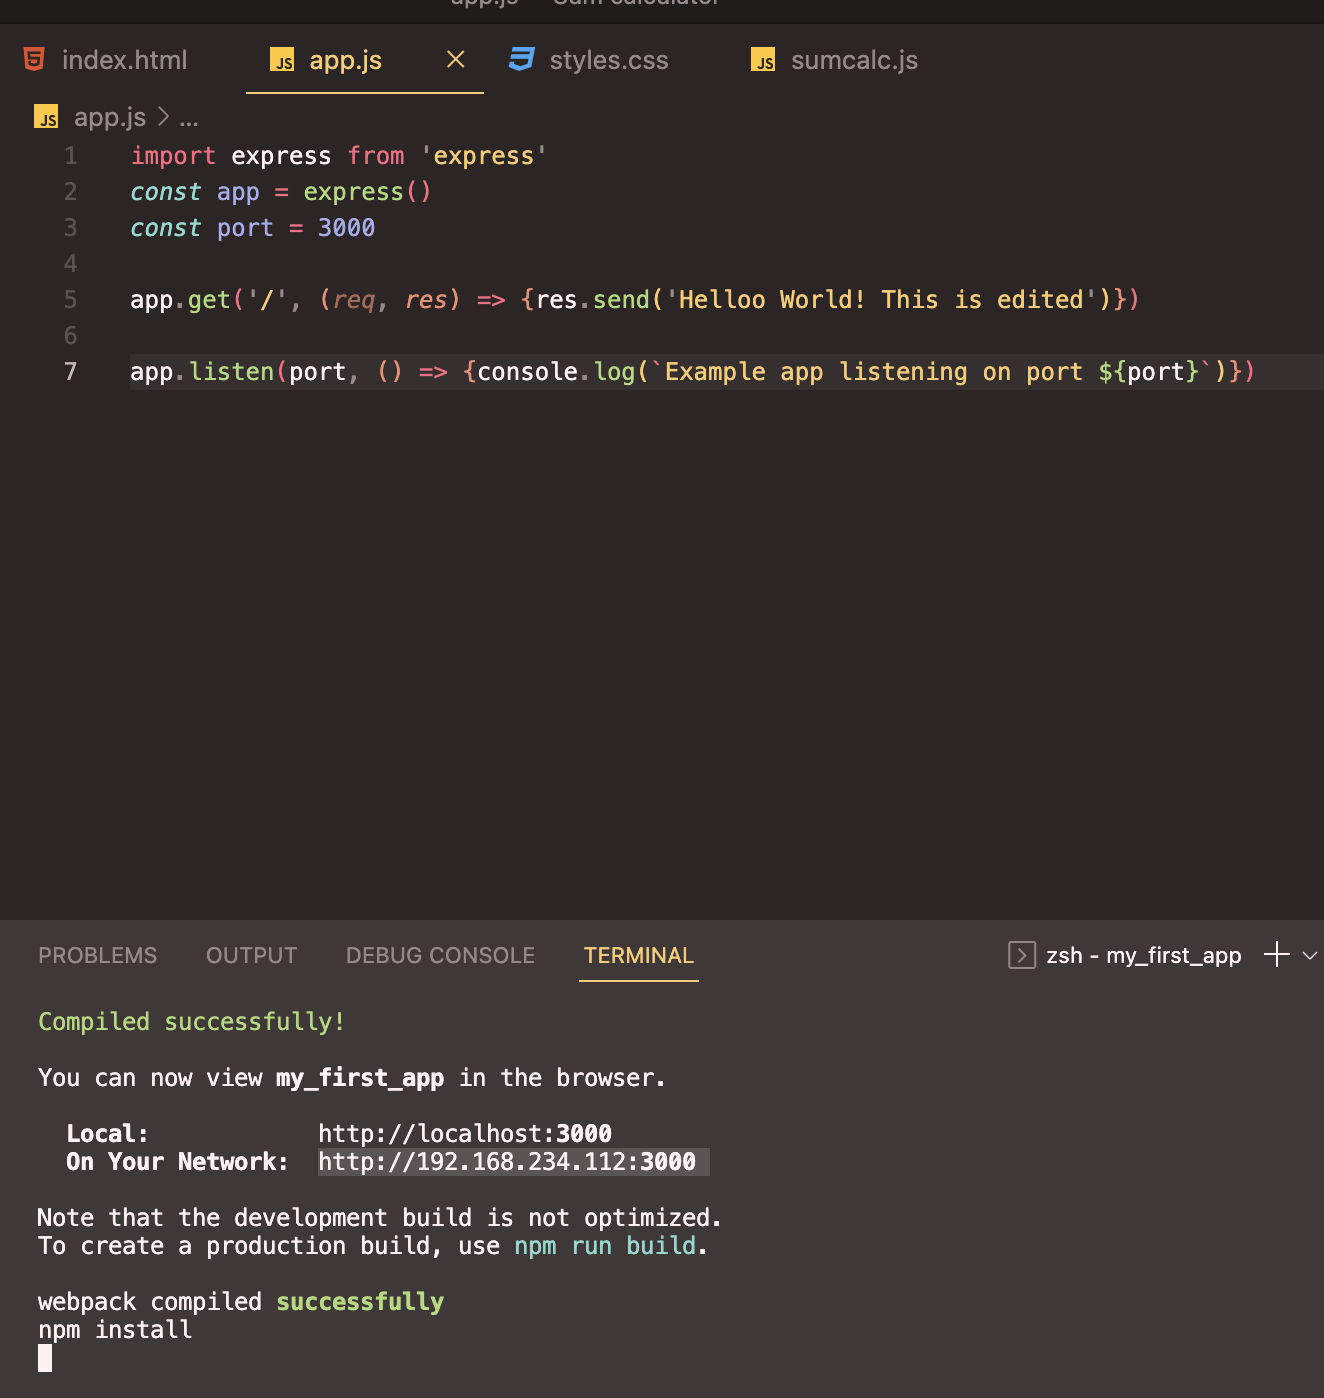 index.html app.js styles.css sumcalc.js
app.js > ...
1 import express from 'express'
2 const app = express()
3 const port = 3000
4
5 app.get('/', (req, res) => {res.send('Helloo World! This is edited')})
6
7 app.listen(port, () => {console.log(`Example app listening on port ${port}`)})
PROBLEMS OUTPUT DEBUG CONSOLE TERMINAL zsh - my_first_app
Compiled successfully!
You can now view my_first_app in the browser.
Local: http://localhost:3000
On Your Network: http://192.168.234.112:3000
Note that the development build is not optimized.
To create a production build, use npm run build.
webpack compiled successfully
npm install